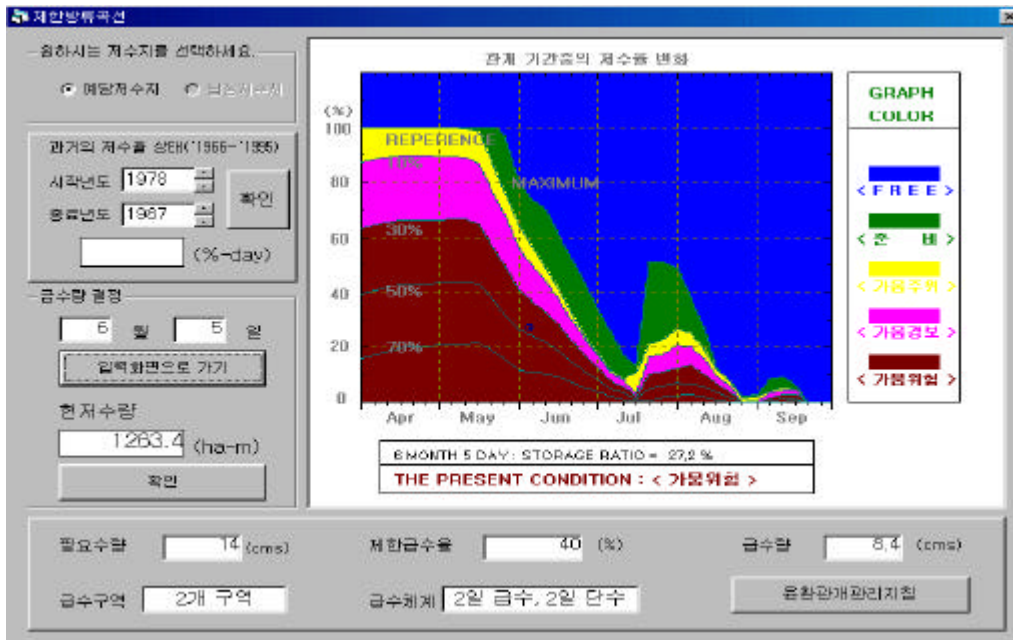 제한방류곡선
원하시는 저수지를 선택하세요.
예당저수지
과거의 저수율 상태('1966-'1995)
시작년도 1978
종료년도 1987
확인
(%-day)
급수량 결정
6 월 5 일
입력화면으로 가기
현저수량
1263.4 (ha-m)
확인
관개 기간중의 저수율 변화
(%)
100
80
60
40
20
0
REPERENCE
10%
MAXIMUM
30%
50%
70%
Apr May Jun Jul Aug Sep
6 MONTH 5 DAY : STORAGE RATIO = 27,2 %
THE PRESENT CONDITION : < 가뭄위험 >
GRAPH
COLOR
< F R E E >
< 준 비 >
< 가뭄주위 >
< 가뭄경보 >
< 가뭄위험 >
필요수량 14 (cms)
제한급수율 40 (%)
급수량 8,4 (cms)
급수구역 2개 구역
급수체계 2일 급수, 2일 단수
윤환관개관리지침